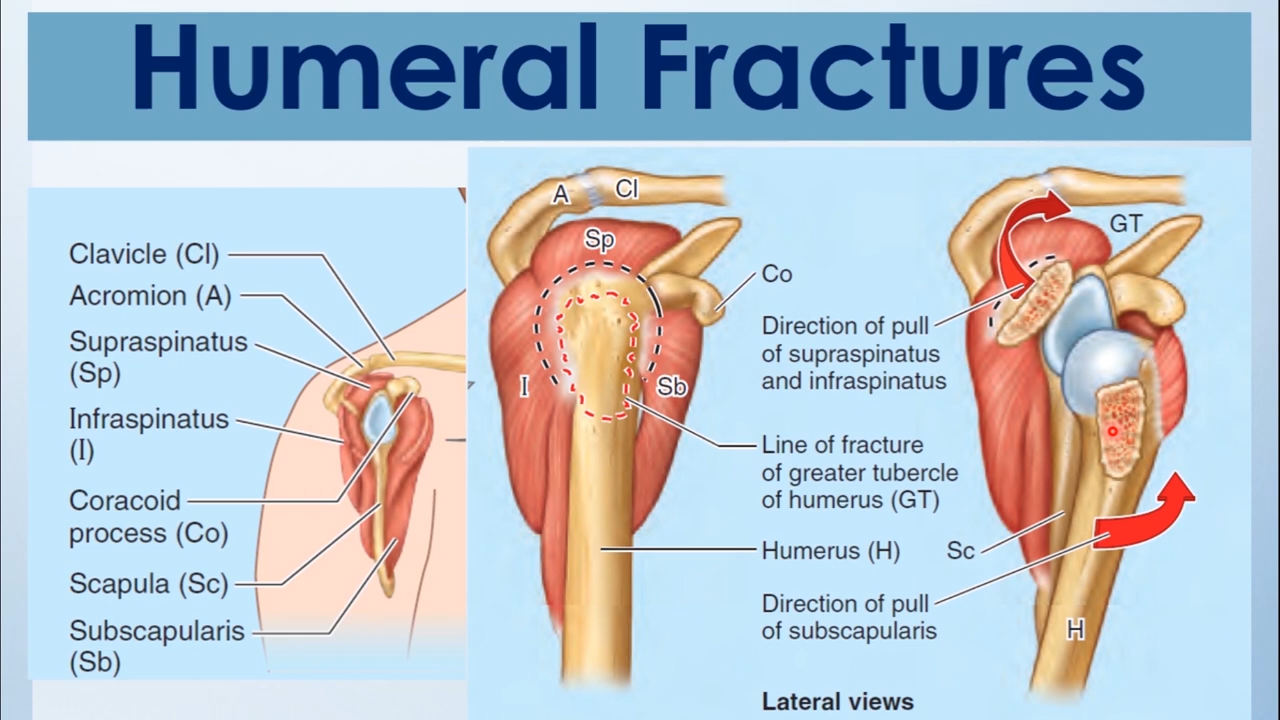 Humeral Fractures
Clavicle (Cl)
Acromion (A)
Supraspinatus
(Sp)
Infraspinatus
(I)
Coracoid
process (Co)
Scapula (Sc)
Subscapularis
(Sb)
A
Cl
Sp
I
Sb
Co
Direction of pull
of supraspinatus
and infraspinatus
Line of fracture
of greater tubercle
of humerus (GT)
Humerus (H)
Sc
Direction of pull
of subscapularis
GT
H
Lateral views